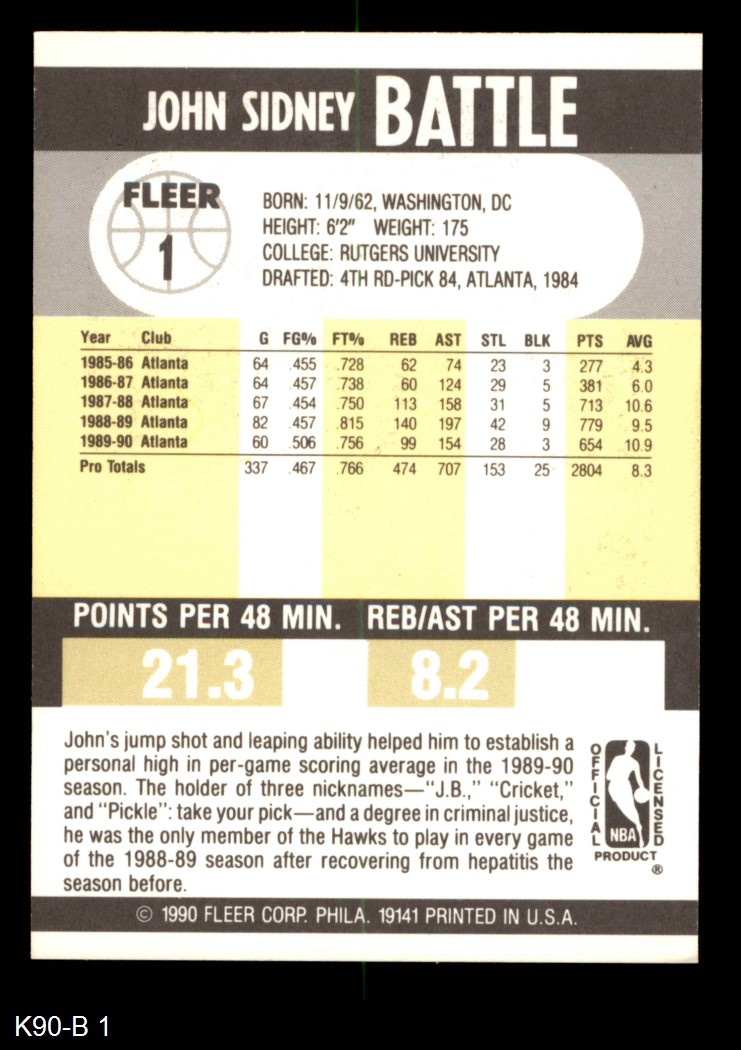 JOHN SIDNEY BATTLE
FLEER
1
BORN: 11/9/62, WASHINGTON, DC
HEIGHT: 6'2" WEIGHT: 175
COLLEGE: RUTGERS UNIVERSITY
DRAFTED: 4TH RD-PICK 84, ATLANTA, 1984
Year Club G FG% FT% REB AST STL BLK PTS AVG
1985-86 Atlanta 64 .455 .728 62 74 23 3 277 4.3
1986-87 Atlanta 64 .457 .738 60 124 29 5 381 6.0
1987-88 Atlanta 67 .454 .750 113 158 31 5 713 10.6
1988-89 Atlanta 82 .457 .815 140 197 42 9 779 9.5
1989-90 Atlanta 60 .506 .756 99 154 28 3 654 10.9
Pro Totals 337 .467 .766 474 707 153 25 2804 8.3
POINTS PER 48 MIN. REB/AST PER 48 MIN.
21.3 8.2
John's jump shot and leaping ability helped him to establish a
personal high in per-game scoring average in the 1989-90
season. The holder of three nicknames—"J.B.," "Cricket,"
and "Pickle": take your pick—and a degree in criminal justice,
he was the only member of the Hawks to play in every game
of the 1988-89 season after recovering from hepatitis the
season before.
OFFICIAL
NBA
LICENSED
PRODUCT
®
© 1990 FLEER CORP. PHILA. 19141 PRINTED IN U.S.A.
K90-B 1